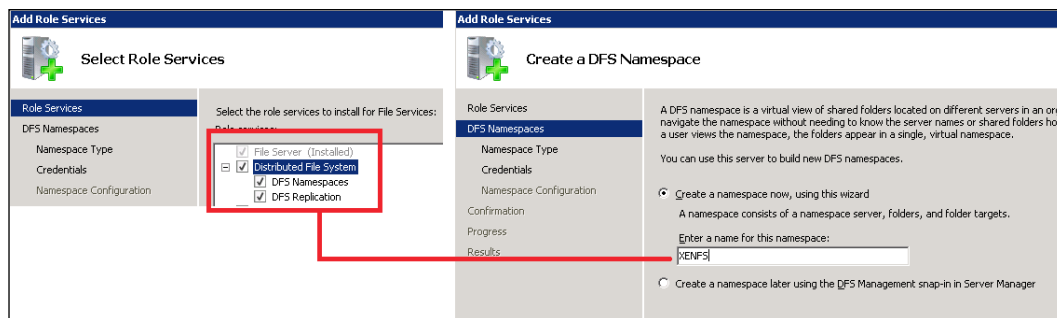 Add Role Services
Select Role Services
Role Services
DFS Namespaces
Namespace Type
Credentials
Namespace Configuration
Select the role services to install for File Services:
Role services:
File Server (Installed)
Distributed File System
DFS Namespaces
DFS Replication
Add Role Services
Create a DFS Namespace
Role Services
DFS Namespaces
Namespace Type
Credentials
Namespace Configuration
Confirmation
Progress
Results
A DFS namespace is a virtual view of shared folders located on different servers in an or
navigate the namespace without needing to know the server names or shared folders ho
a user views the namespace, the folders appear in a single, virtual namespace.
You can use this server to build new DFS namespaces.
Create a namespace now, using this wizard
A namespace consists of a namespace server, folders, and folder targets.
Enter a name for this namespace:
XENFS
Create a namespace later using the DFS Management snap-in in Server Manager